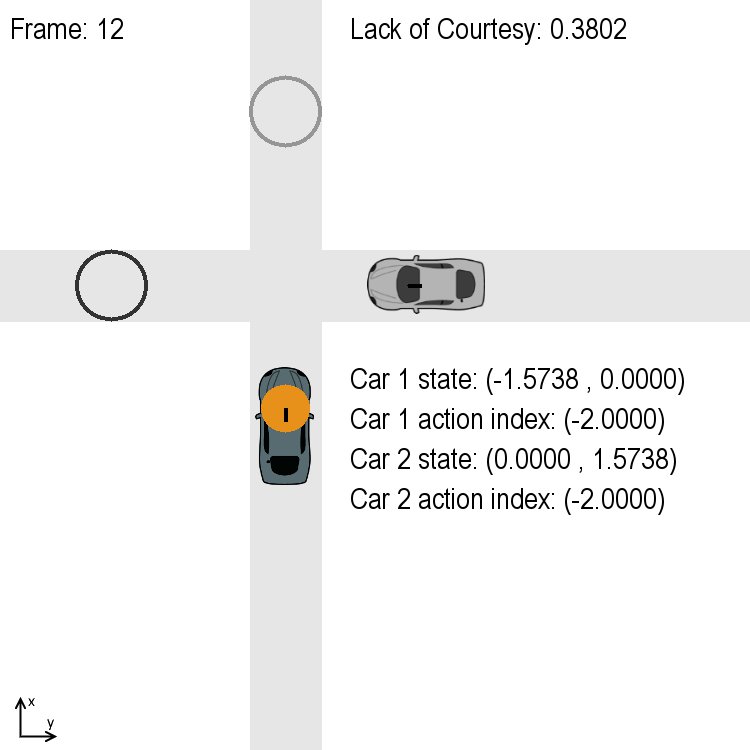 Frame: 12
Lack of Courtesy: 0.3802
Car 1 state: (-1.5738 , 0.0000)
Car 1 action index: (-2.0000)
Car 2 state: (0.0000 , 1.5738)
Car 2 action index: (-2.0000)
x
y